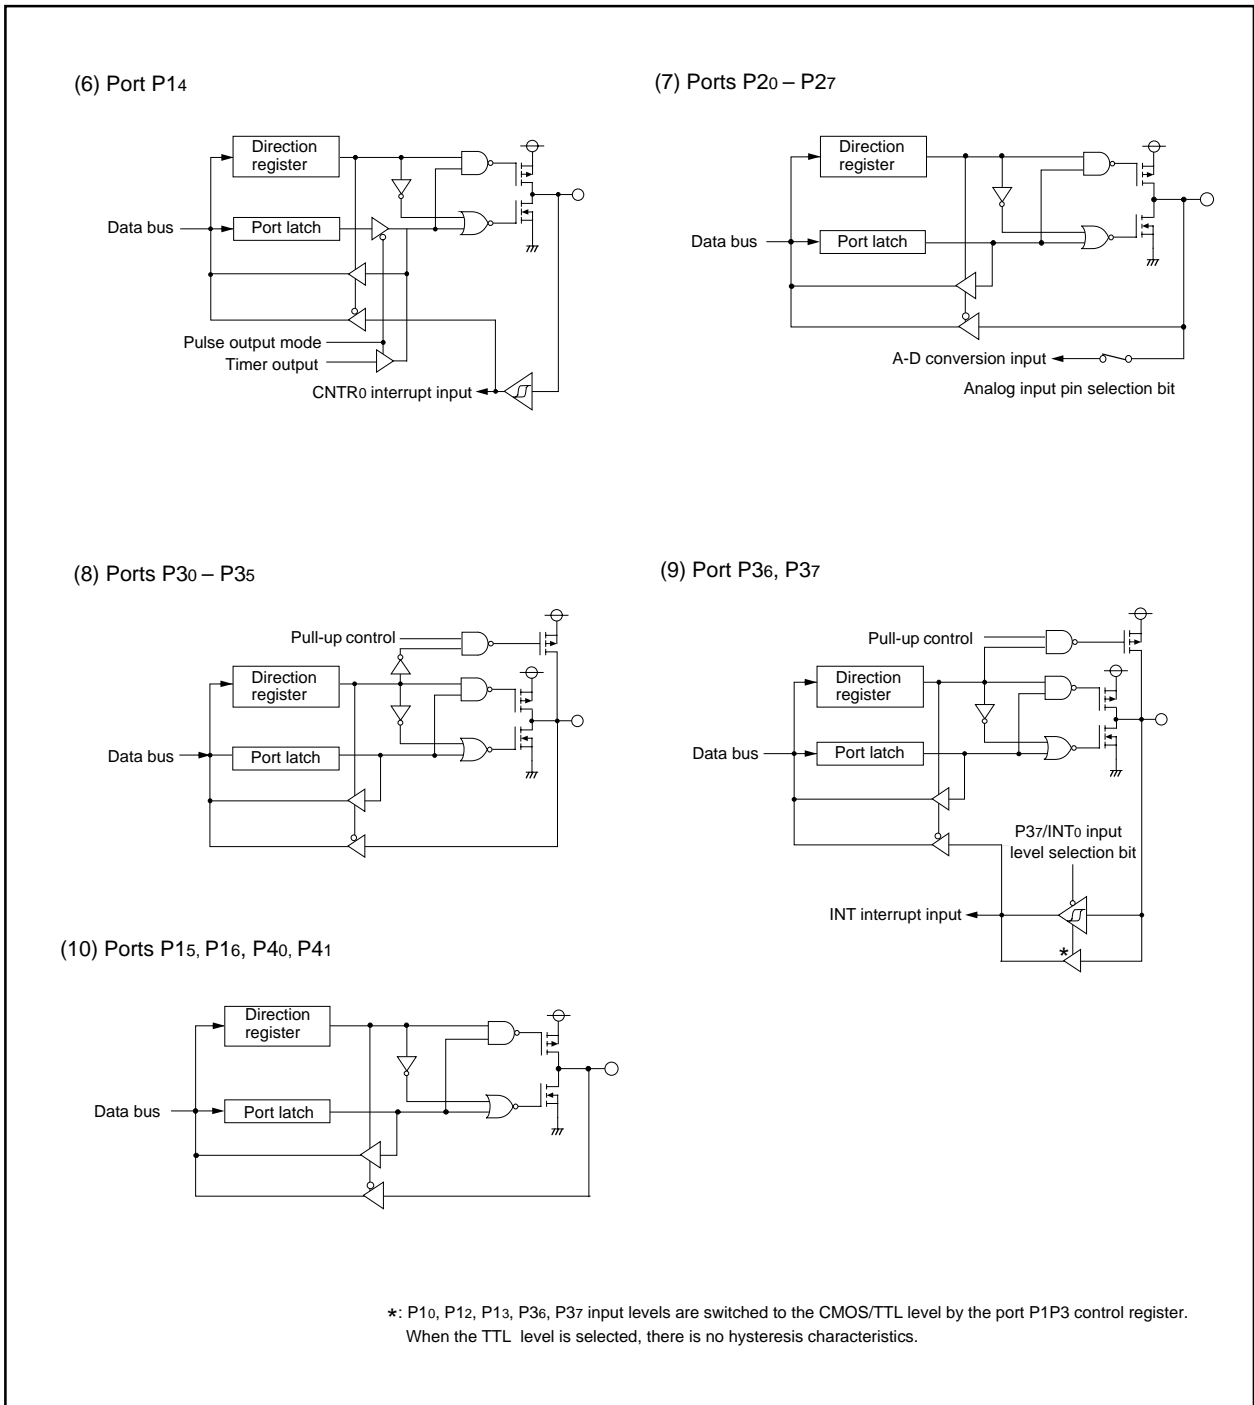 (6) Port P14
Direction
register
Data bus
Port latch
Pulse output mode
Timer output
CNTR0 interrupt input
(7) Ports P20 – P27
Direction
register
Data bus
Port latch
A-D conversion input
Analog input pin selection bit
(8) Ports P30 – P35
Pull-up control
Direction
register
Data bus
Port latch
(9) Port P36, P37
Pull-up control
Direction
register
Data bus
Port latch
P37/INT0 input
level selection bit
INT interrupt input
*
(10) Ports P15, P16, P40, P41
Direction
register
Data bus
Port latch
*: P10, P12, P13, P36, P37 input levels are switched to the CMOS/TTL level by the port P1P3 control register.
When the TTL level is selected, there is no hysteresis characteristics.